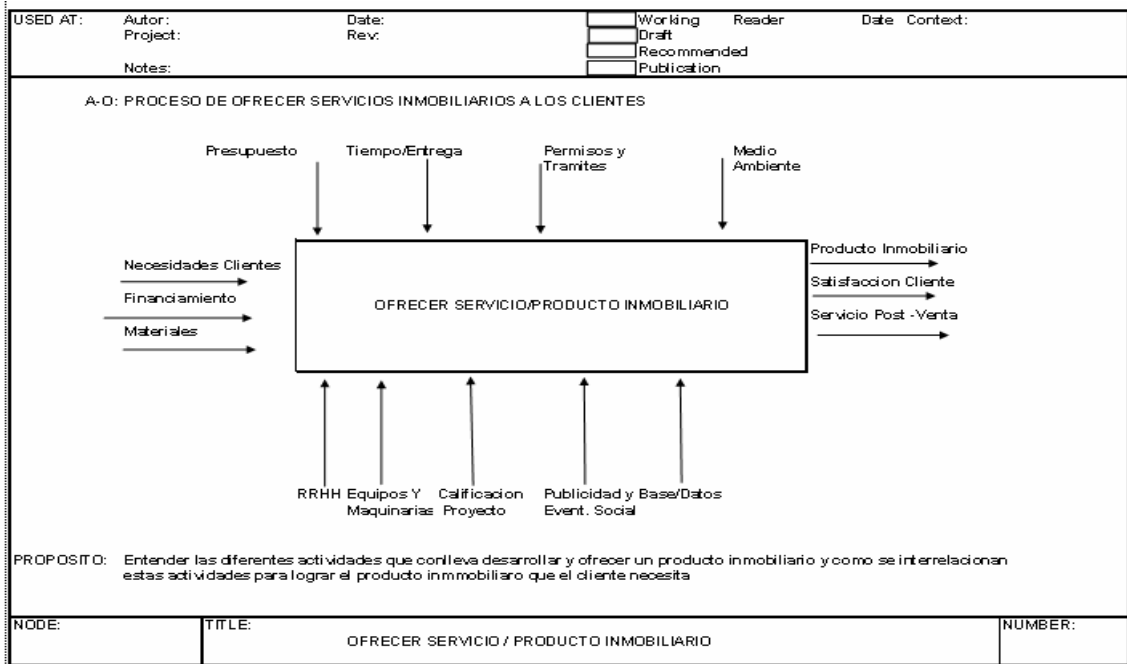 USED AT: Autor: Date: Working Reader Date Context:
Project: Rev: Draft
Recommended
Notes: Publication
A-O: PROCESO DE OFRECER SERVICIOS INMOBILIARIOS A LOS CLIENTES
Presupuesto Tiempo/Entrega Permisos y Medio
Tramites Ambiente
Producto Inmobiliario
Necesidades Clientes
Satisfaccion Cliente
Financiamiento
OFRECER SERVICIO/PRODUCTO INMOBILIARIO
Servicio Post -Venta
Materiales
RRHH Equipos Y Calificacion Publicidad y Base/Datos
Maquinarias Proyecto Event. Social
PROPOSITO: Entender las diferentes actividades que conlleva desarrollar y ofrecer un producto inmobiliario y como se interrelacionan
estas actividades para lograr el producto inmmobiliaro que el cliente necesita
NODE: TITLE: NUMBER:
OFRECER SERVICIO / PRODUCTO INMOBILIARIO